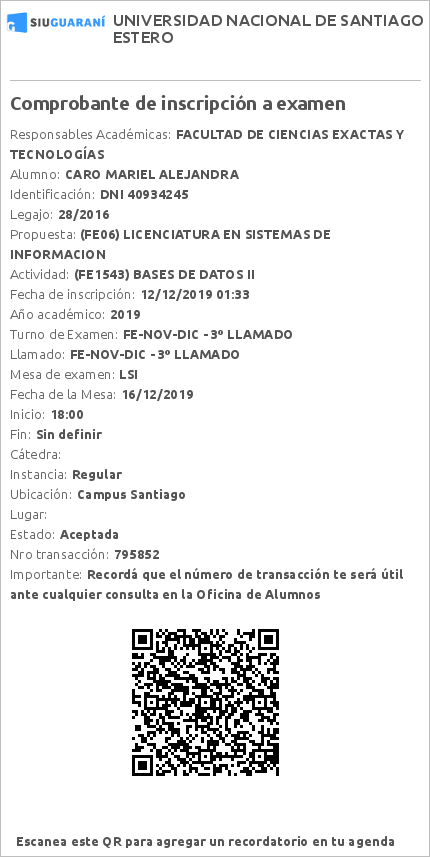 SIUGUARANÍ
UNIVERSIDAD NACIONAL DE SANTIAGO
ESTERO
Comprobante de inscripción a examen
Responsables Académicas: FACULTAD DE CIENCIAS EXACTAS Y
TECNOLOGÍAS
Alumno: CARO MARIEL ALEJANDRA
Identificación: DNI 40934245
Legajo: 28/2016
Propuesta: (FE06) LICENCIATURA EN SISTEMAS DE
INFORMACION
Actividad: (FE1543) BASES DE DATOS II
Fecha de inscripción: 12/12/2019 01:33
Año académico: 2019
Turno de Examen: FE-NOV-DIC - 3º LLAMADO
Llamado: FE-NOV-DIC - 3º LLAMADO
Mesa de examen: LSI
Fecha de la Mesa: 16/12/2019
Inicio: 18:00
Fin: Sin definir
Cátedra:
Instancia: Regular
Ubicación: Campus Santiago
Lugar:
Estado: Aceptada
Nro transacción: 795852
Importante: Recordá que el número de transacción te será útil
ante cualquier consulta en la Oficina de Alumnos
Escanea este QR para agregar un recordatorio en tu agenda